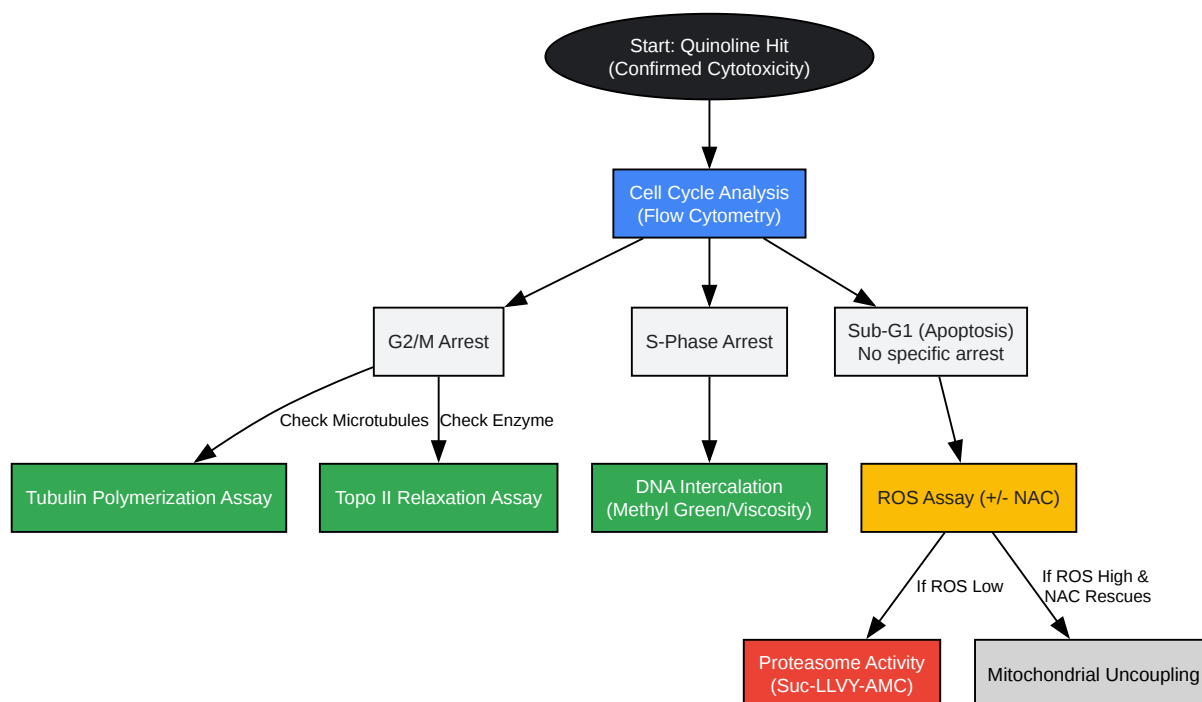 Start: Quinoline Hit
(Confirmed Cytotoxicity)
Cell Cycle Analysis
(Flow Cytometry)
G2/M Arrest
S-Phase Arrest
Sub-G1 (Apoptosis)
No specific arrest
Check Microtubules
Check Enzyme
Tubulin Polymerization Assay
Topo II Relaxation Assay
DNA Intercalation
(Methyl Green/Viscosity)
ROS Assay (+/- NAC)
If ROS Low
If ROS High &
NAC Rescues
Proteasome Activity
(Suc-LLVY-AMC)
Mitochondrial Uncoupling